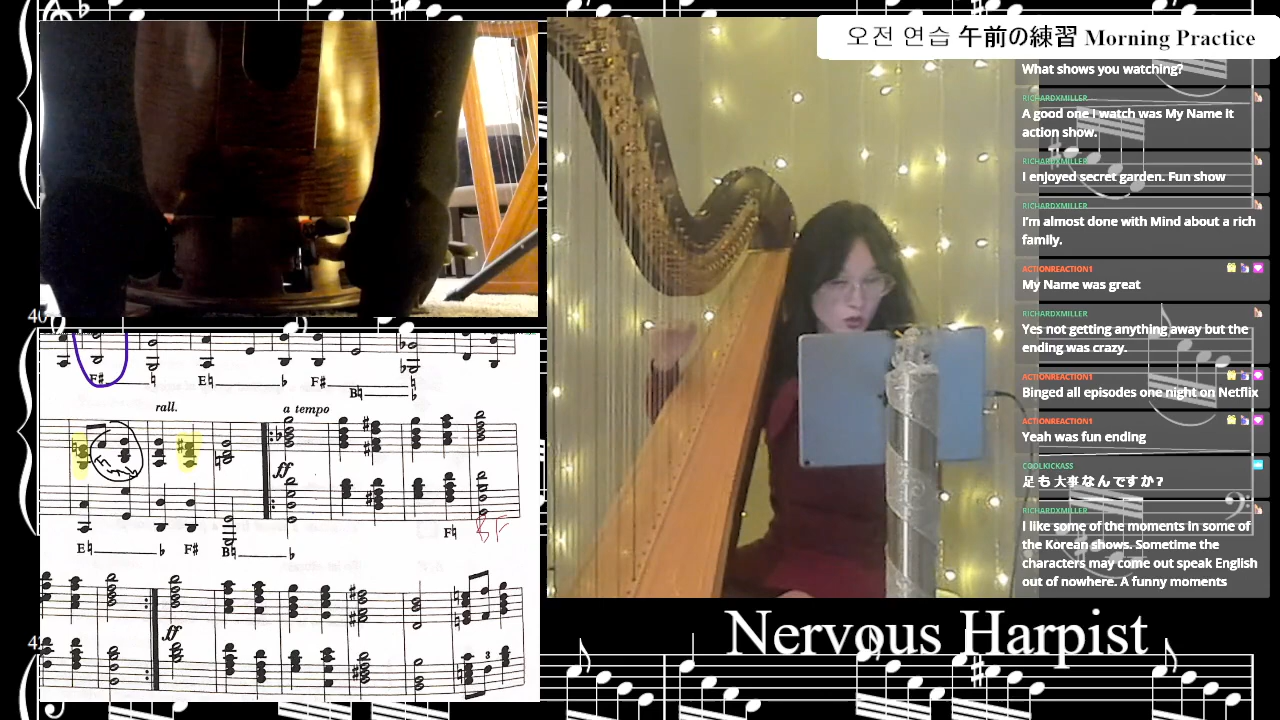 오전 연습 午前の練習 Morning Practice
What shows you watching?
RICHARDXMILLER
A good one I watch was My Name it
action show.
RICHARDXMILLER
I enjoyed secret garden. Fun show
RICHARDXMILLER
I'm almost done with Mind about a rich
family.
ACTIONREACTION1
My Name was great
RICHARDXMILLER
Yes not getting anything away but the
ending was crazy.
ACTIONREACTION1
Binged all episodes one night on Netflix
ACTIONREACTION1
Yeah was fun ending
COOLKICKASS
足も大事なんですか?
RICHARDXMILLER
I like some of the moments in some of
the Korean shows. Sometime the
characters may come out speak English
out of nowhere. A funny moments
40
F# ♮ E♮ ♭ F# ♮
B♮ ♭
rall. a tempo
ff
F♮
E♮ ♭ F# B♮ ♭
ff
3
Nervous Harpist